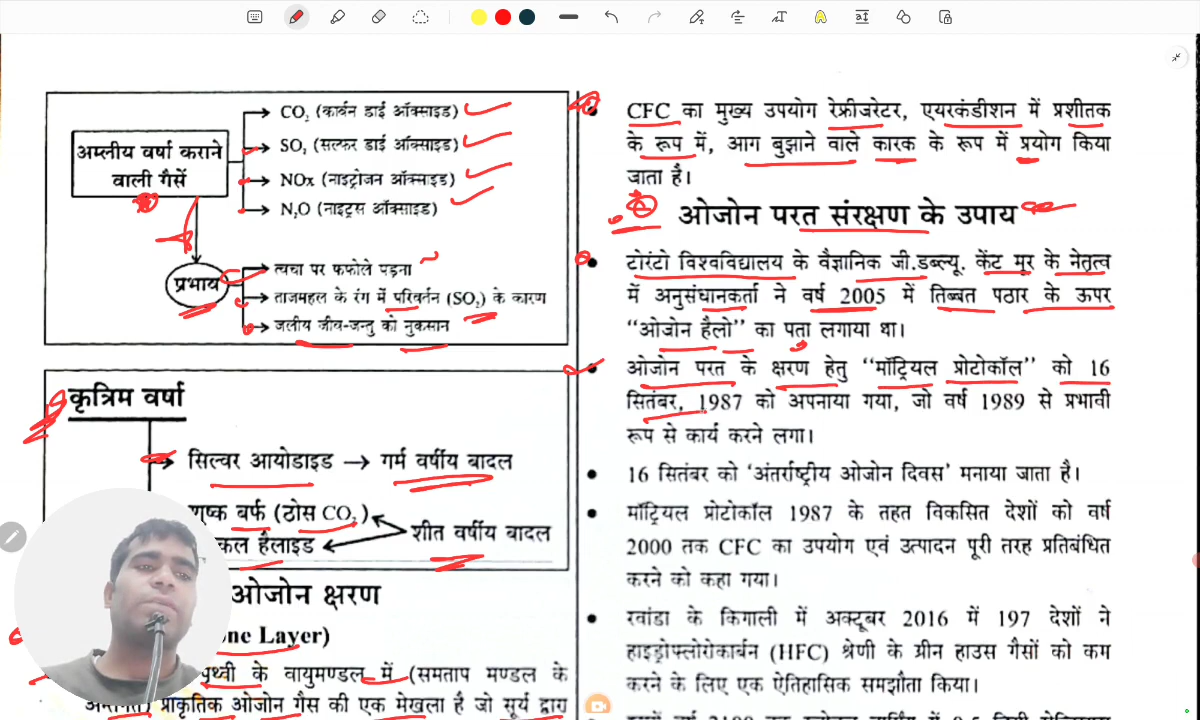 अम्लीय वर्षा कराने
वाली गैसें
CO₂ (कार्बन डाई ऑक्साइड)
SO₂ (सल्फर डाई ऑक्साइड)
NOx (नाइट्रोजन ऑक्साइड)
N₂O (नाइट्रस ऑक्साइड)
प्रभाव
त्वचा पर फफोले पड़ना
ताजमहल के रंग में परिवर्तन (SO₂) के कारण
जलीय जीव-जन्तु को नुकसान
कृत्रिम वर्षा
सिल्वर आयोडाइड → गर्म वर्षीय बादल
शुष्क बर्फ (ठोस CO₂)
हैलाइड
शीत वर्षीय बादल
ओजोन क्षरण
Layer)
पृथ्वी के वायुमण्डल में (समताप मण्डल के
प्राकृतिक ओजोन गैस की एक मेखला है जो सूर्य द्वारा
CFC का मुख्य उपयोग रेफ्रीजरेटर, एयरकंडीशन में प्रशीतक
के रूप में, आग बुझाने वाले कारक के रूप में प्रयोग किया
जाता है।
ओजोन परत संरक्षण के उपाय
टोरंटो विश्वविद्यालय के वैज्ञानिक जी.डब्ल्यू. केंट मूर के नेतृत्व
में अनुसंधानकर्ता ने वर्ष 2005 में तिब्बत पठार के ऊपर
“ओजोन हैलो” का पता लगाया था।
ओजोन परत के क्षरण हेतु “मॉट्रियल प्रोटोकॉल” को 16
सितंबर, 1987 को अपनाया गया, जो वर्ष 1989 से प्रभावी
रूप से कार्य करने लगा।
16 सितंबर को ‘अंतर्राष्ट्रीय ओजोन दिवस’ मनाया जाता है।
मॉट्रियल प्रोटोकॉल 1987 के तहत विकसित देशों को वर्ष
2000 तक CFC का उपयोग एवं उत्पादन पूरी तरह प्रतिबंधित
करने को कहा गया।
रवांडा के किगाली में अक्टूबर 2016 में 197 देशों ने
हाइड्रोफ्लोरोकार्बन (HFC) श्रेणी के ग्रीन हाउस गैसों को कम
करने के लिए एक ऐतिहासिक समझौता किया।